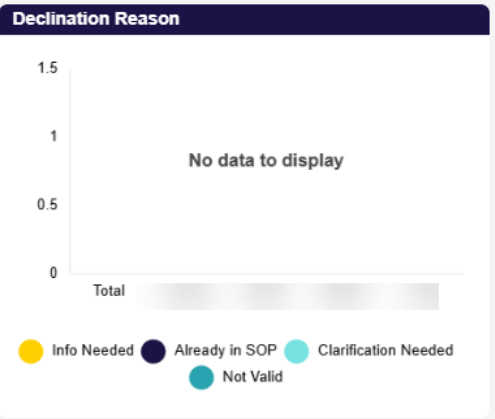 Declination Reason
1.5
1
No data to display
0.5
0
Total
Info Needed Already in SOP Clarification Needed
Not Valid